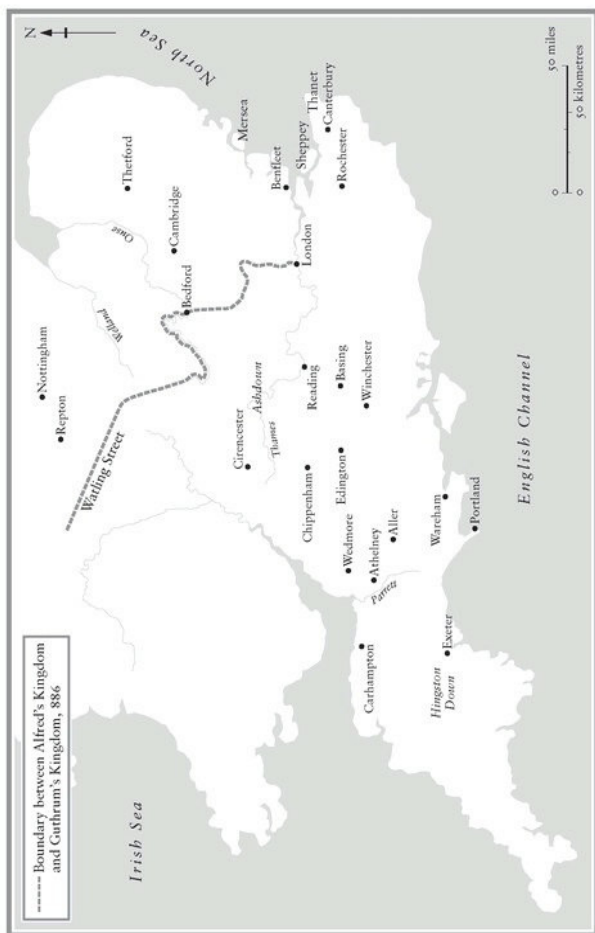 Boundary between Alfred's Kingdom
and Guthrum's Kingdom, 886
N
Irish Sea
North Sea
Nottingham
Repton
Watling Street
Welland
Ouse
Thetford
Cambridge
Bedford
Mersea
Benfleet
Sheppey
Thanet
Canterbury
Rochester
London
Cirencester
Ashdown
Thames
Reading
Chippenham
Basing
Edington
Winchester
Wedmore
Athelney
Aller
Parrett
Carhampton
Wareham
Portland
Exeter
Hingston
Down
English Channel
0 50 miles
0 50 kilometres